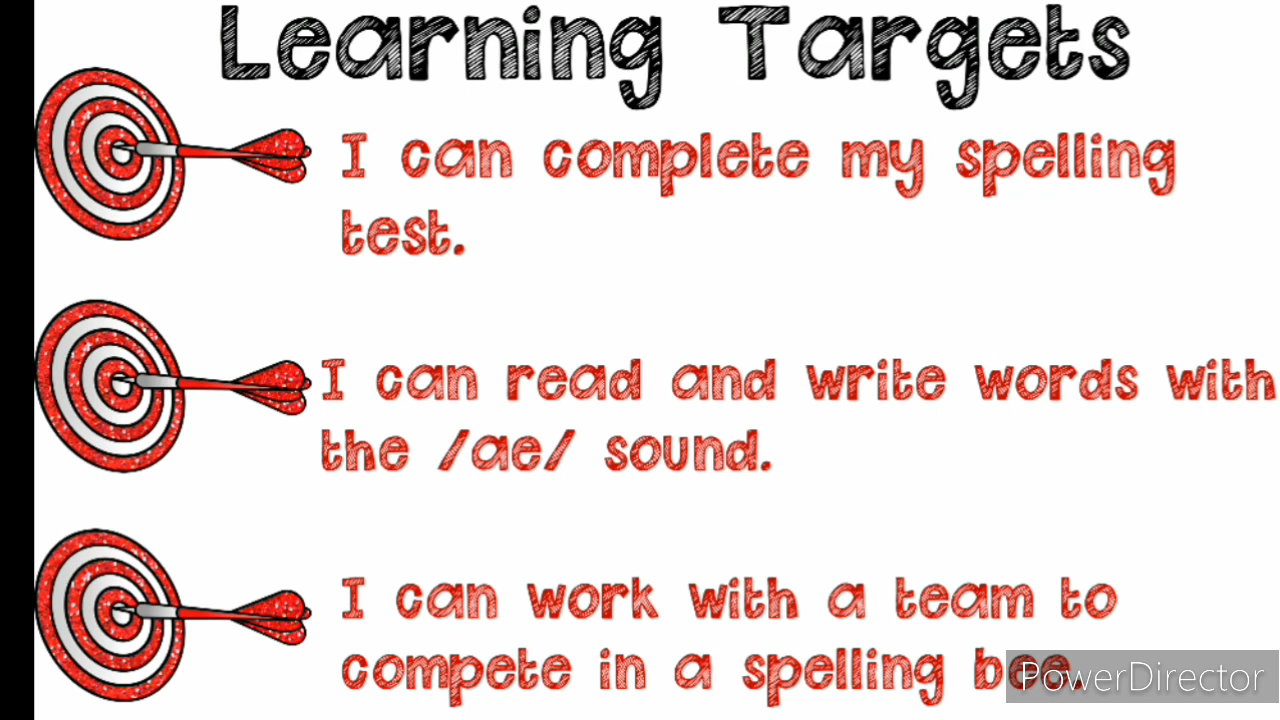 Learning Targets
I can complete my spelling
test.
I can read and write words with
the /ae/ sound.
I can work with a team to
compete in a spelling bee.
PowerDirector